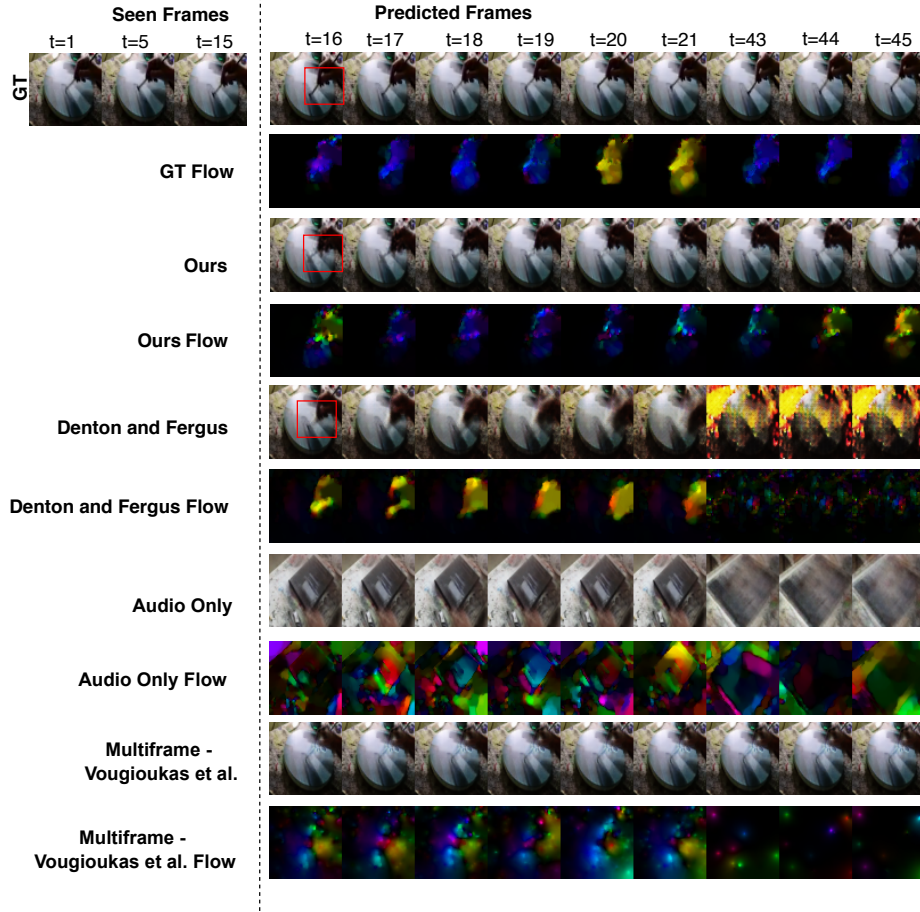 Seen Frames
Predicted Frames
t=1 t=5 t=15
t=16 t=17 t=18 t=19 t=20 t=21 t=43 t=44 t=45
GT
GT Flow
Ours
Ours Flow
Denton and Fergus
Denton and Fergus Flow
Audio Only
Audio Only Flow
Multiframe -
Vougioukas et al.
Multiframe -
Vougioukas et al. Flow